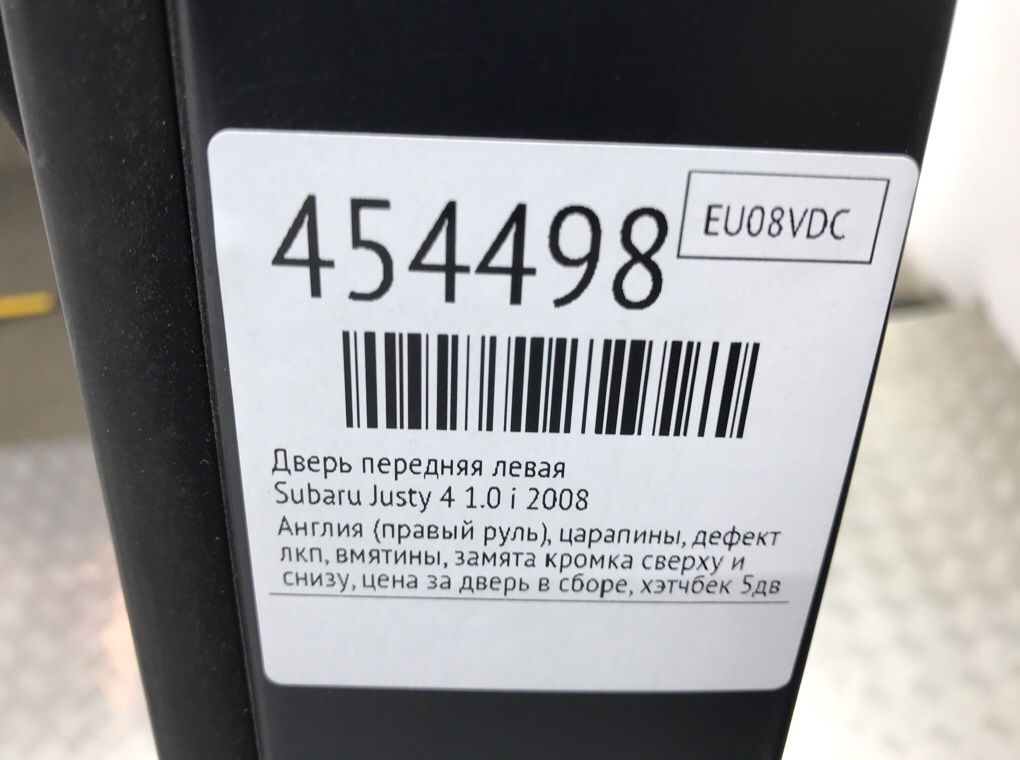 454498
EU08VDC
Дверь передняя левая
Subaru Justy 4 1.0 i 2008
Англия (правый руль), царапины, дефект
лкп, вмятины, замята кромка сверху и
снизу, цена за дверь в сборе, хэтчбек 5дв